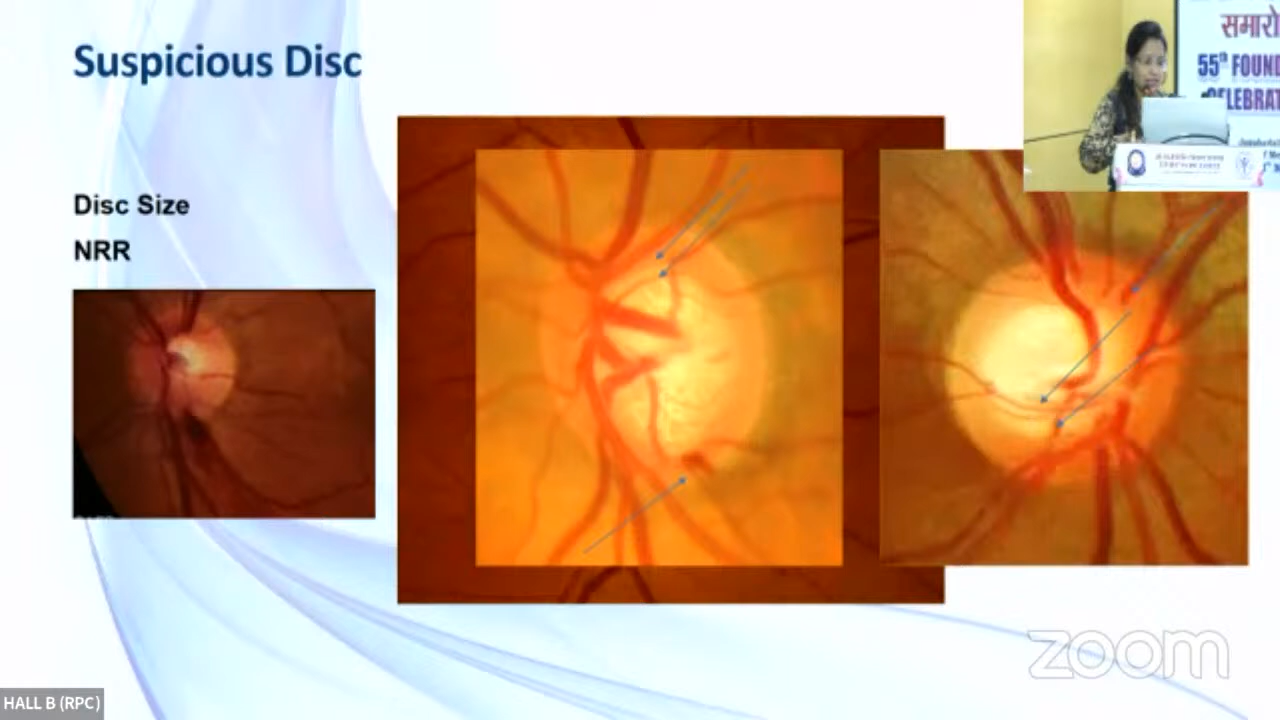 Suspicious Disc
समारो
55th FOUND
CELEBRAT
Disc Size
NRR
zoom
HALL B (RPC)